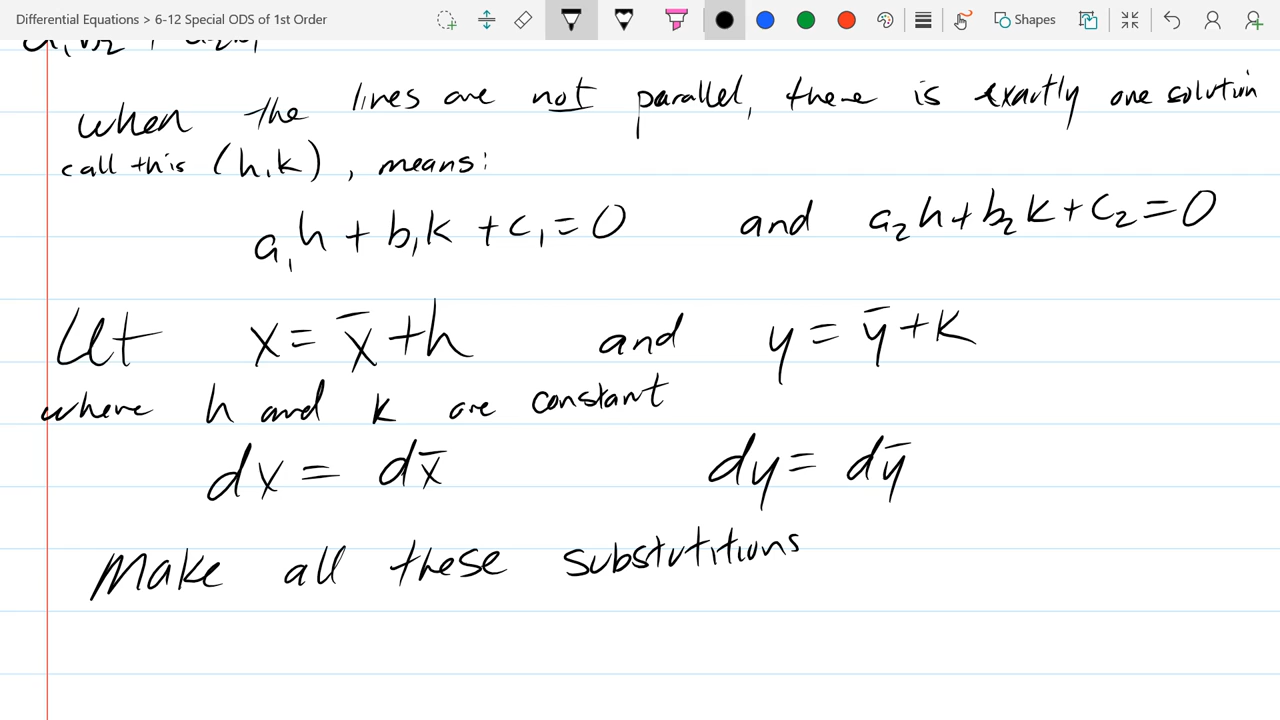 Differential Equations > 6-12 Special ODS of 1st Order
Shapes
when the lines are not parallel, there is exactly one solution
call this (h,k), means:
a₁h + b₁k + c₁ = 0 and a₂h + b₂k + c₂ = 0
Let x = x̄ + h and y = ȳ + k
where h and k are constant
dx = dx̄ dy = dȳ
Make all these substutitions